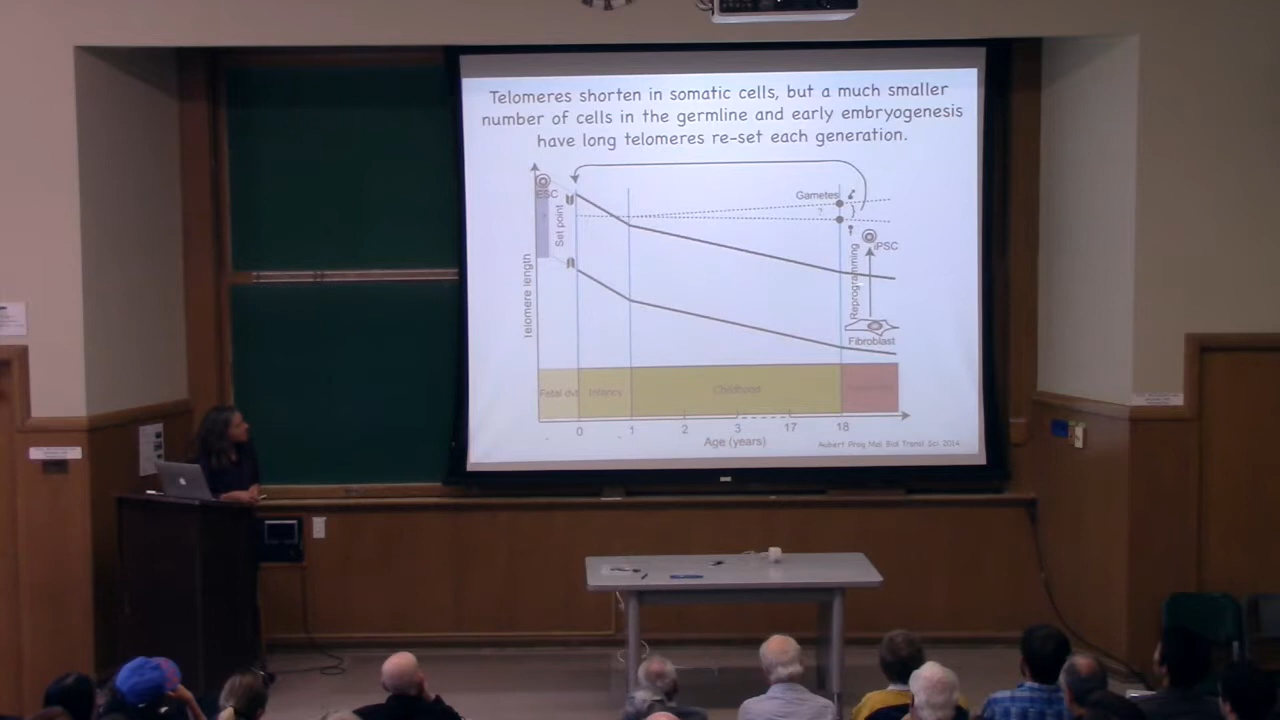 Telomeres shorten in somatic cells, but a much smaller
number of cells in the germline and early embryogenesis
have long telomeres re-set each generation.
ESC
Set point
Telomere length
Gametes
?
iPSC
Reprogramming
Fibroblast
Fetal dvt
Infancy
Childhood
0
1
2
3
17
18
Age (years)
Aubert Prog Mol Biol Transl Sci 2014